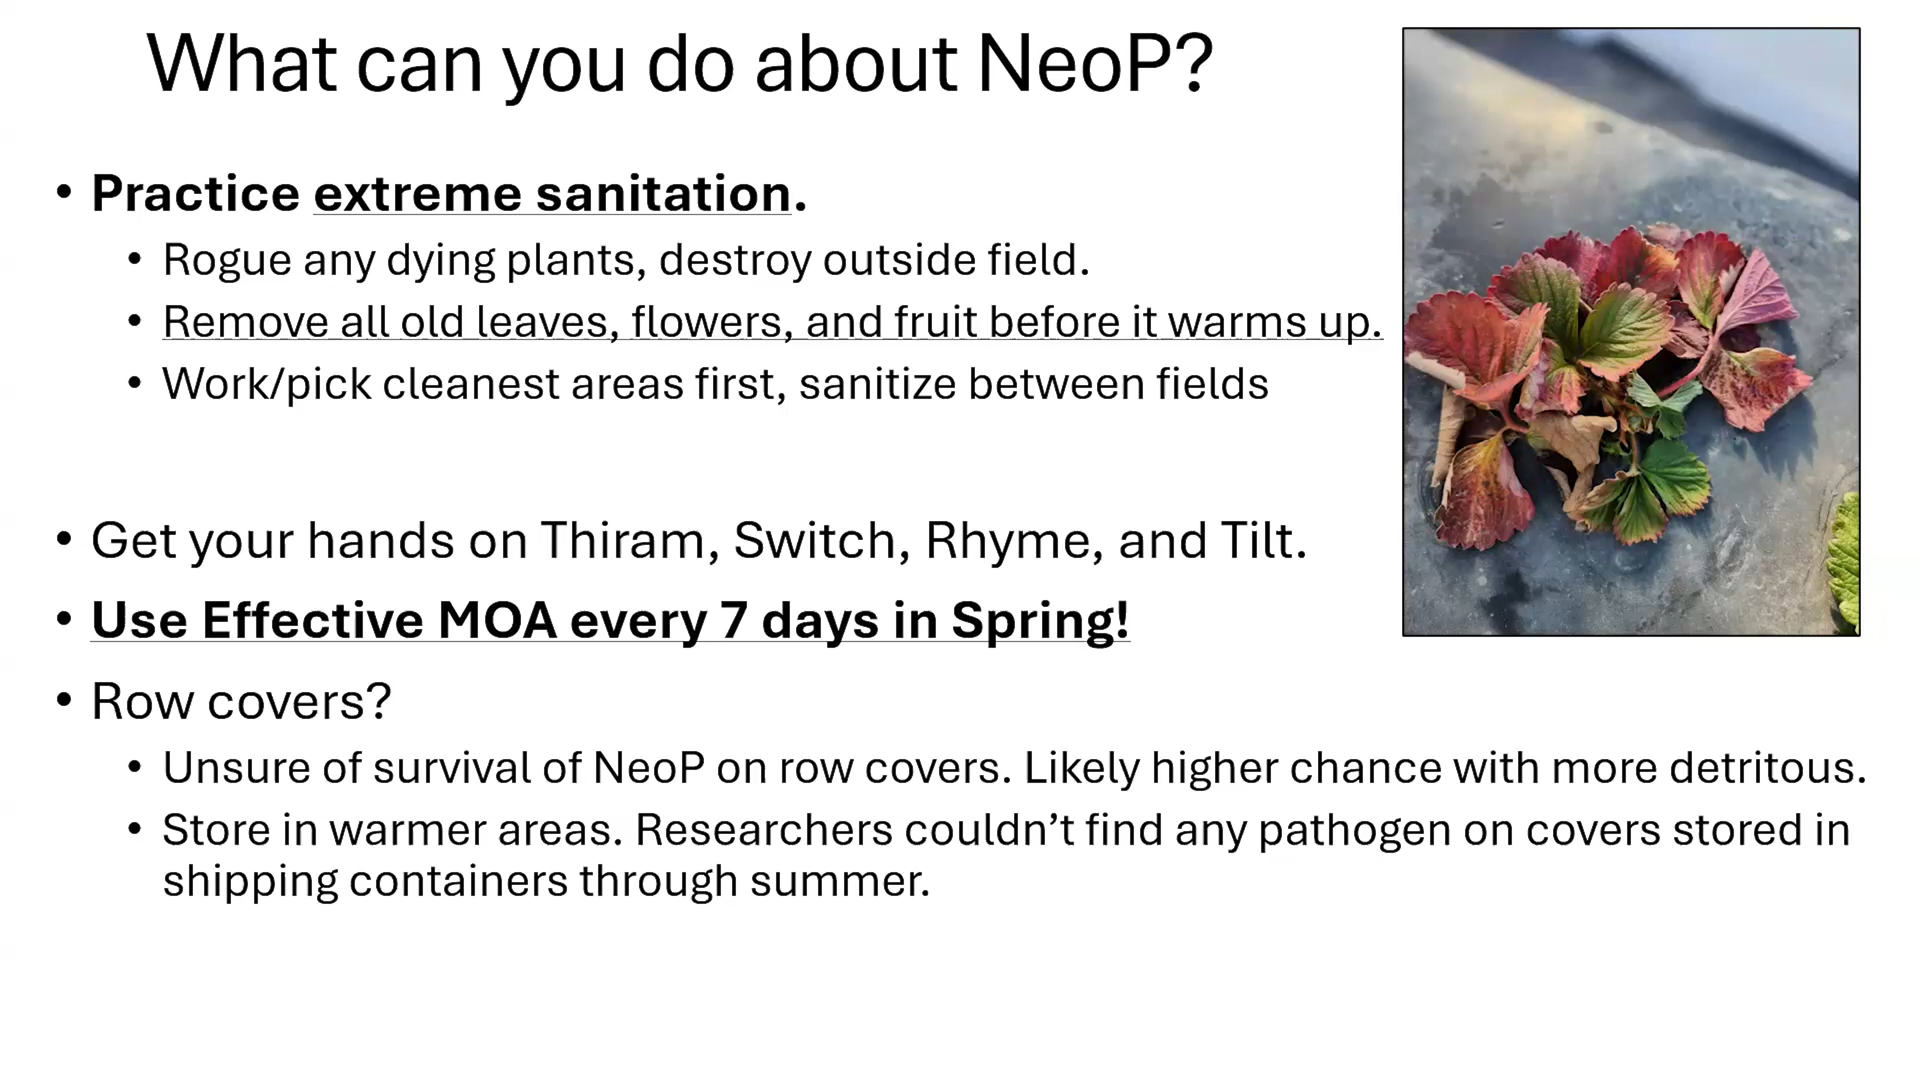 What can you do about NeoP?
• Practice extreme sanitation.
• Rogue any dying plants, destroy outside field.
• Remove all old leaves, flowers, and fruit before it warms up.
• Work/pick cleanest areas first, sanitize between fields
• Get your hands on Thiram, Switch, Rhyme, and Tilt.
• Use Effective MOA every 7 days in Spring!
• Row covers?
• Unsure of survival of NeoP on row covers. Likely higher chance with more detritous.
• Store in warmer areas. Researchers couldn’t find any pathogen on covers stored in
shipping containers through summer.